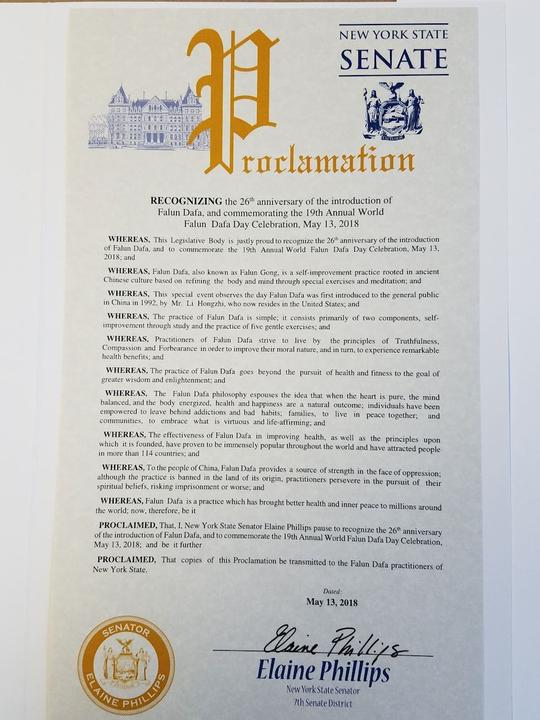 NEW YORK STATE
SENATE
Proclamation
RECOGNIZING the 26th anniversary of the introduction of
Falun Dafa, and commemorating the 19th Annual World
Falun Dafa Day Celebration, May 13, 2018
WHEREAS, This Legislative Body is justly proud to recognize the 26th anniversary of the introduction
of Falun Dafa, and to commemorate the 19th Annual World Falun Dafa Day Celebration, May 13,
2018; and
WHEREAS, Falun Dafa, also known as Falun Gong, is a self-improvement practice rooted in ancient
Chinese culture based on refining the body and mind through special exercises and meditation; and
WHEREAS, This special event observes the day Falun Dafa was first introduced to the general public
in China in 1992, by Mr. Li Hongzhi, who now resides in the United States; and
WHEREAS, The practice of Falun Dafa is simple; it consists primarily of two components, self-
improvement through study and the practice of five gentle exercises; and
WHEREAS, Practitioners of Falun Dafa strive to live by the principles of Truthfulness,
Compassion and Forbearance in order to improve their moral nature, and in turn, to experience remarkable
health benefits; and
WHEREAS, The practice of Falun Dafa goes beyond the pursuit of health and fitness to the goal of
greater wisdom and enlightenment; and
WHEREAS, The Falun Dafa philosophy espouses the idea that when the heart is pure, the mind
balanced, and the body energized, health and happiness are a natural outcome; individuals have been
empowered to leave behind addictions and bad habits; families, to live in peace together; and
communities, to embrace what is virtuous and life-affirming; and
WHEREAS, The effectiveness of Falun Dafa in improving health, as well as the principles upon
which it is founded, have proven to be immensely popular throughout the world and have attracted people
in more than 114 countries; and
WHEREAS, To the people of China, Falun Dafa provides a source of strength in the face of oppression;
although the practice is banned in the land of its origin, practitioners persevere in the pursuit of their
spiritual beliefs, risking imprisonment or worse; and
WHEREAS, Falun Dafa is a practice which has brought better health and inner peace to millions around
the world; now, therefore, be it
PROCLAIMED, That, I, New York State Senator Elaine Phillips pause to recognize the 26th anniversary
of the introduction of Falun Dafa, and to commemorate the 19th Annual World Falun Dafa Day Celebration,
May 13, 2018; and be it further
PROCLAIMED, That copies of this Proclamation be transmitted to the Falun Dafa practitioners of
New York State.
Dated:
May 13, 2018
Elaine Phillips
Elaine Phillips
New York State Senator
7th Senate District
SENATOR
ELAINE PHILLIPS